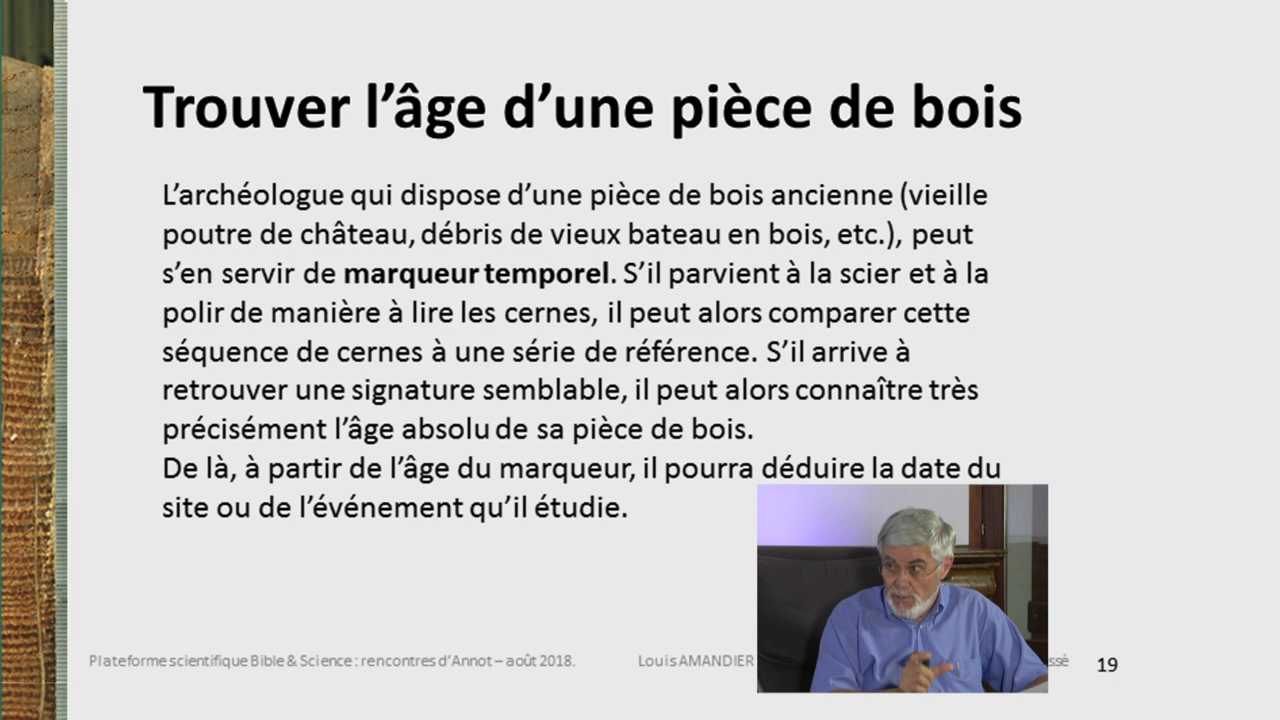 Trouver l’âge d’une pièce de bois
L’archéologue qui dispose d’une pièce de bois ancienne (vieille
poutre de château, débris de vieux bateau en bois, etc.), peut
s’en servir de marqueur temporel. S’il parvient à la scier et à la
polir de manière à lire les cernes, il peut alors comparer cette
séquence de cernes à une série de référence. S’il arrive à
retrouver une signature semblable, il peut alors connaître très
précisément l’âge absolu de sa pièce de bois.
De là, à partir de l’âge du marqueur, il pourra déduire la date du
site ou de l’événement qu’il étudie.
Plateforme scientifique Bible & Science : rencontres d’Annot – août 2018. Louis AMANDIER 19